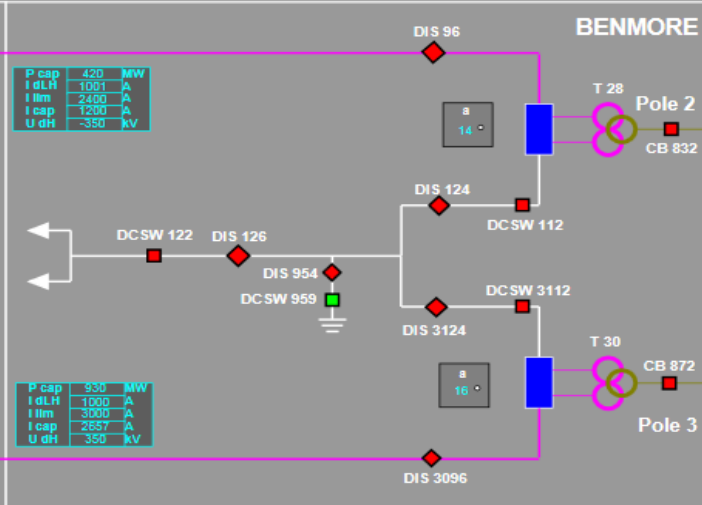 DIS 96
BENMORE
P cap 420 MW
I dLH 1001 A
I lim 2400 A
I cap 1200 A
U dH -350 kV
a
14 °
T 28
Pole 2
CB 832
DIS 124
DCSW 112
DCSW 122
DIS 126
DIS 954
DCSW 959
DCSW 3112
DIS 3124
T 30
CB 872
a
16 °
Pole 3
P cap 930 MW
I dLH 1000 A
I lim 3000 A
I cap 2657 A
U dH 350 kV
DIS 3096